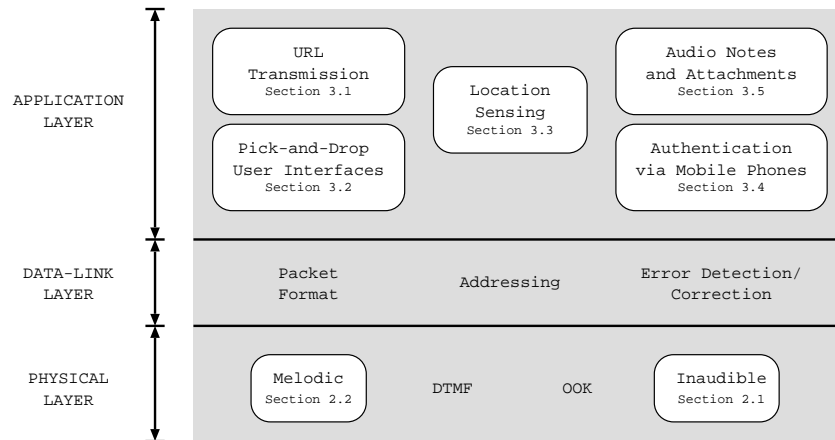 APPLICATION
LAYER
URL
Transmission
Section 3.1
Pick-and-Drop
User Interfaces
Section 3.2
Location
Sensing
Section 3.3
Audio Notes
and Attachments
Section 3.5
Authentication
via Mobile Phones
Section 3.4
DATA-LINK
LAYER
Packet
Format
Addressing
Error Detection/
Correction
PHYSICAL
LAYER
Melodic
Section 2.2
DTMF
OOK
Inaudible
Section 2.1